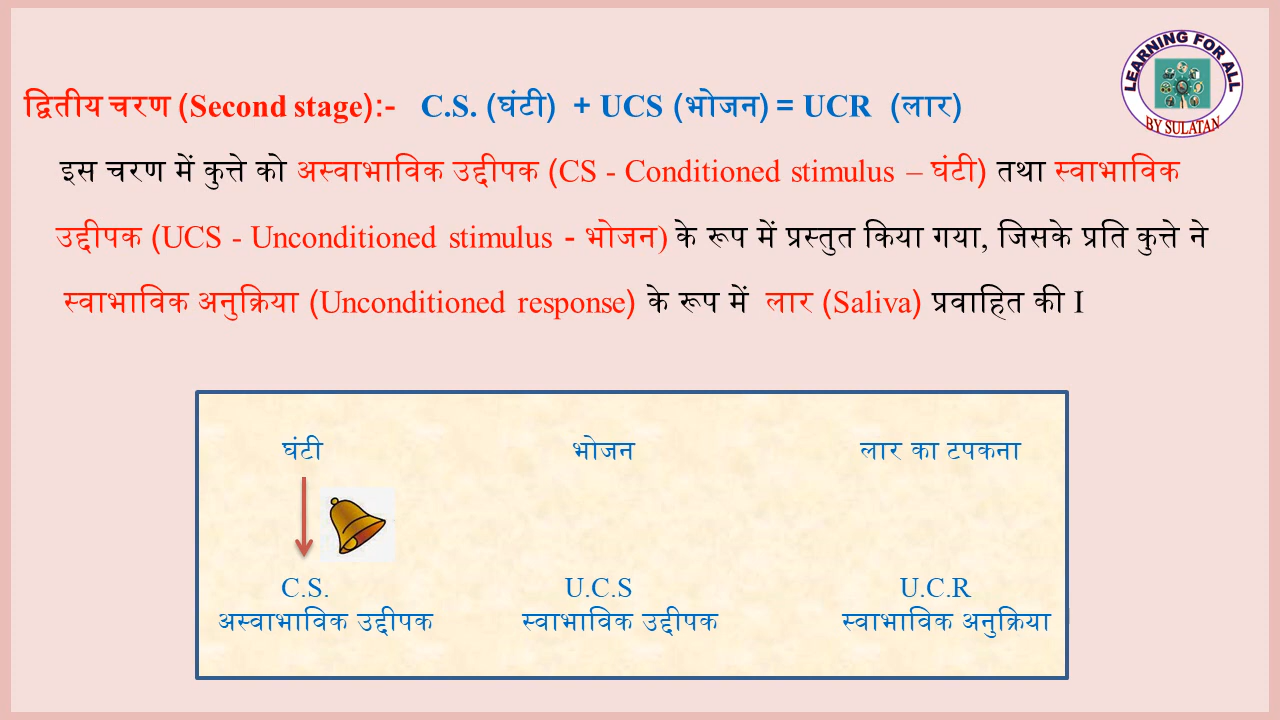 LEARNING FOR ALL
BY SULATAN
द्वितीय चरण (Second stage):- C.S. (घंटी) + UCS (भोजन) = UCR (लार)
इस चरण में कुत्ते को अस्वाभाविक उद्दीपक (CS - Conditioned stimulus – घंटी) तथा स्वाभाविक
उद्दीपक (UCS - Unconditioned stimulus - भोजन) के रूप में प्रस्तुत किया गया, जिसके प्रति कुत्ते ने
स्वाभाविक अनुक्रिया (Unconditioned response) के रूप में लार (Saliva) प्रवाहित की I
घंटी भोजन लार का टपकना
C.S. U.C.S U.C.R
अस्वाभाविक उद्दीपक स्वाभाविक उद्दीपक स्वाभाविक अनुक्रिया